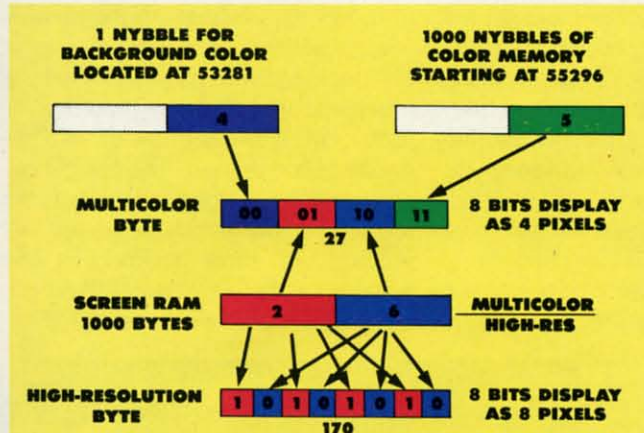 1 NYBBLE FOR
BACKGROUND COLOR
LOCATED AT 53281
1000 NYBBLES OF
COLOR MEMORY
STARTING AT 55296
4
5
MULTICOLOR
BYTE
00 01 10 11
27
8 BITS DISPLAY
AS 4 PIXELS
SCREEN RAM
1000 BYTES
2 6
MULTICOLOR
HIGH-RES
HIGH-RESOLUTION
BYTE
1 0 1 0 1 0 1 0
170
8 BITS DISPLAY
AS 8 PIXELS